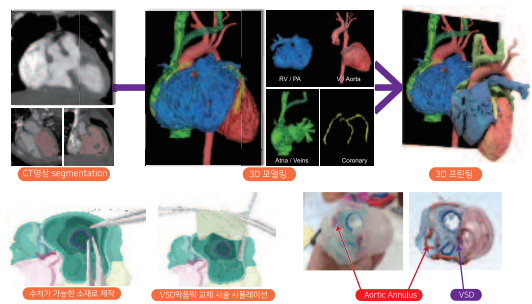 RV / PA
V / Aorta
Atria / Veins
Coronary
CT영상 segmentation
3D 모델링
3D 프린팅
수처가 가능한 소재로 제작
VSD막음막 교체 시술 시뮬레이션
Aortic Annulus
VSD